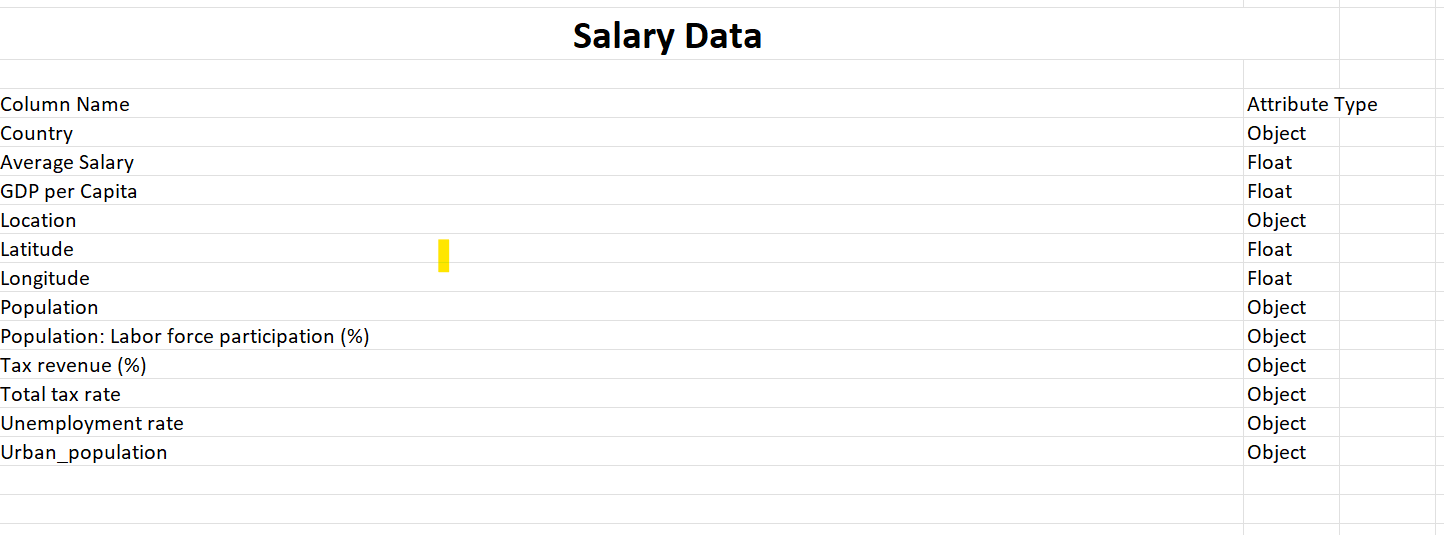 Salary Data
Column Name Attribute Type
Country Object
Average Salary Float
GDP per Capita Float
Location Object
Latitude Float
Longitude Float
Population Object
Population: Labor force participation (%) Object
Tax revenue (%) Object
Total tax rate Object
Unemployment rate Object
Urban_population Object